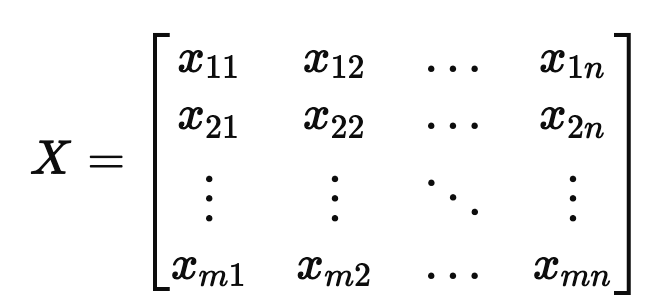 X = [ x₁₁ x₁₂ … x₁ₙ
x₂₁ x₂₂ … x₂ₙ
⋮ ⋮ ⋱ ⋮
xₘ₁ xₘ₂ … xₘₙ ]